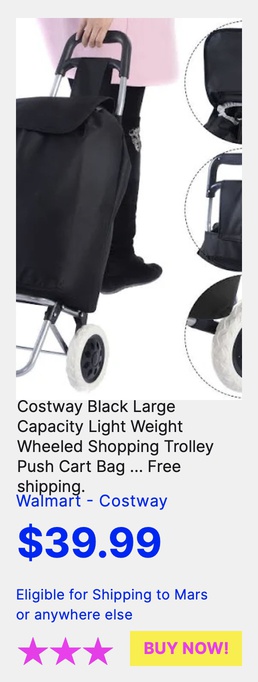 Costway Black Large
Capacity Light Weight
Wheeled Shopping Trolley
Push Cart Bag ... Free
shipping.
Walmart - Costway
$39.99
Eligible for Shipping to Mars
or anywhere else
BUY NOW!